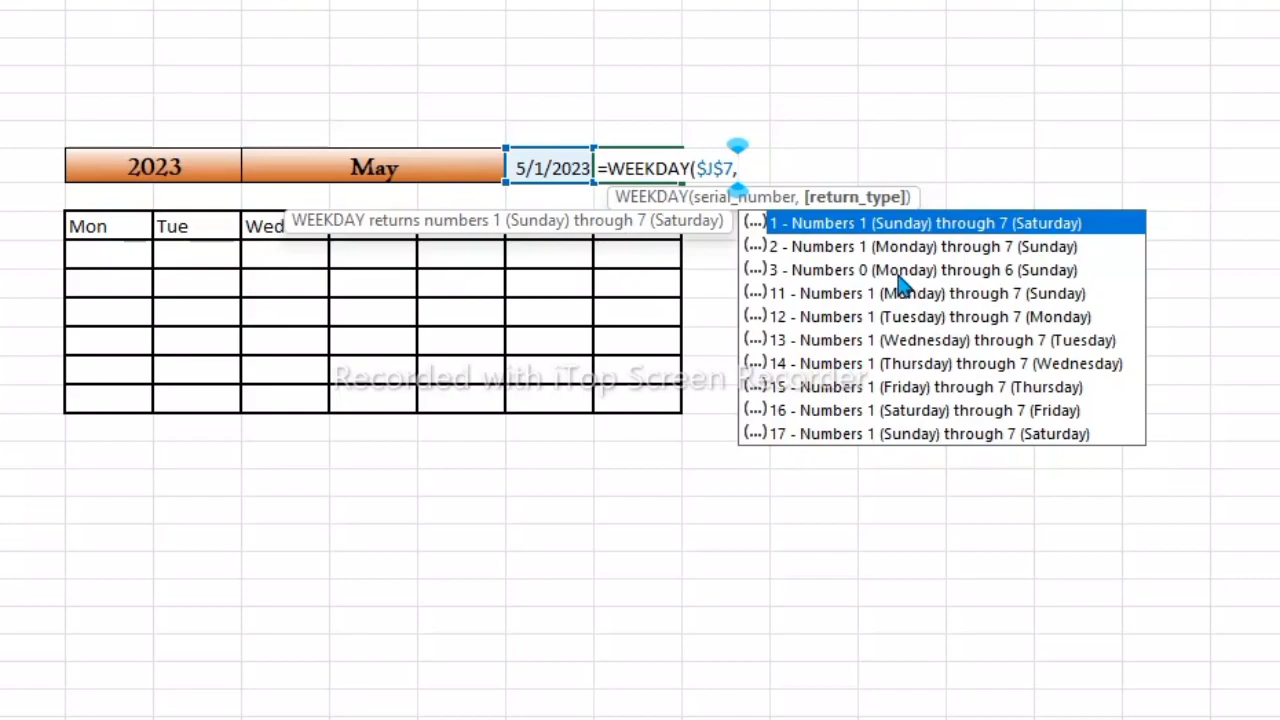 2023 May 5/1/2023 =WEEKDAY($J$7,
WEEKDAY(serial_number, [return_type])
WEEKDAY returns numbers 1 (Sunday) through 7 (Saturday)
Mon Tue Wed
(...) 1 - Numbers 1 (Sunday) through 7 (Saturday)
(...) 2 - Numbers 1 (Monday) through 7 (Sunday)
(...) 3 - Numbers 0 (Monday) through 6 (Sunday)
(...) 11 - Numbers 1 (Monday) through 7 (Sunday)
(...) 12 - Numbers 1 (Tuesday) through 7 (Monday)
(...) 13 - Numbers 1 (Wednesday) through 7 (Tuesday)
(...) 14 - Numbers 1 (Thursday) through 7 (Wednesday)
(...) 15 - Numbers 1 (Friday) through 7 (Thursday)
(...) 16 - Numbers 1 (Saturday) through 7 (Friday)
(...) 17 - Numbers 1 (Sunday) through 7 (Saturday)
Recorded with iTop Screen Recorder